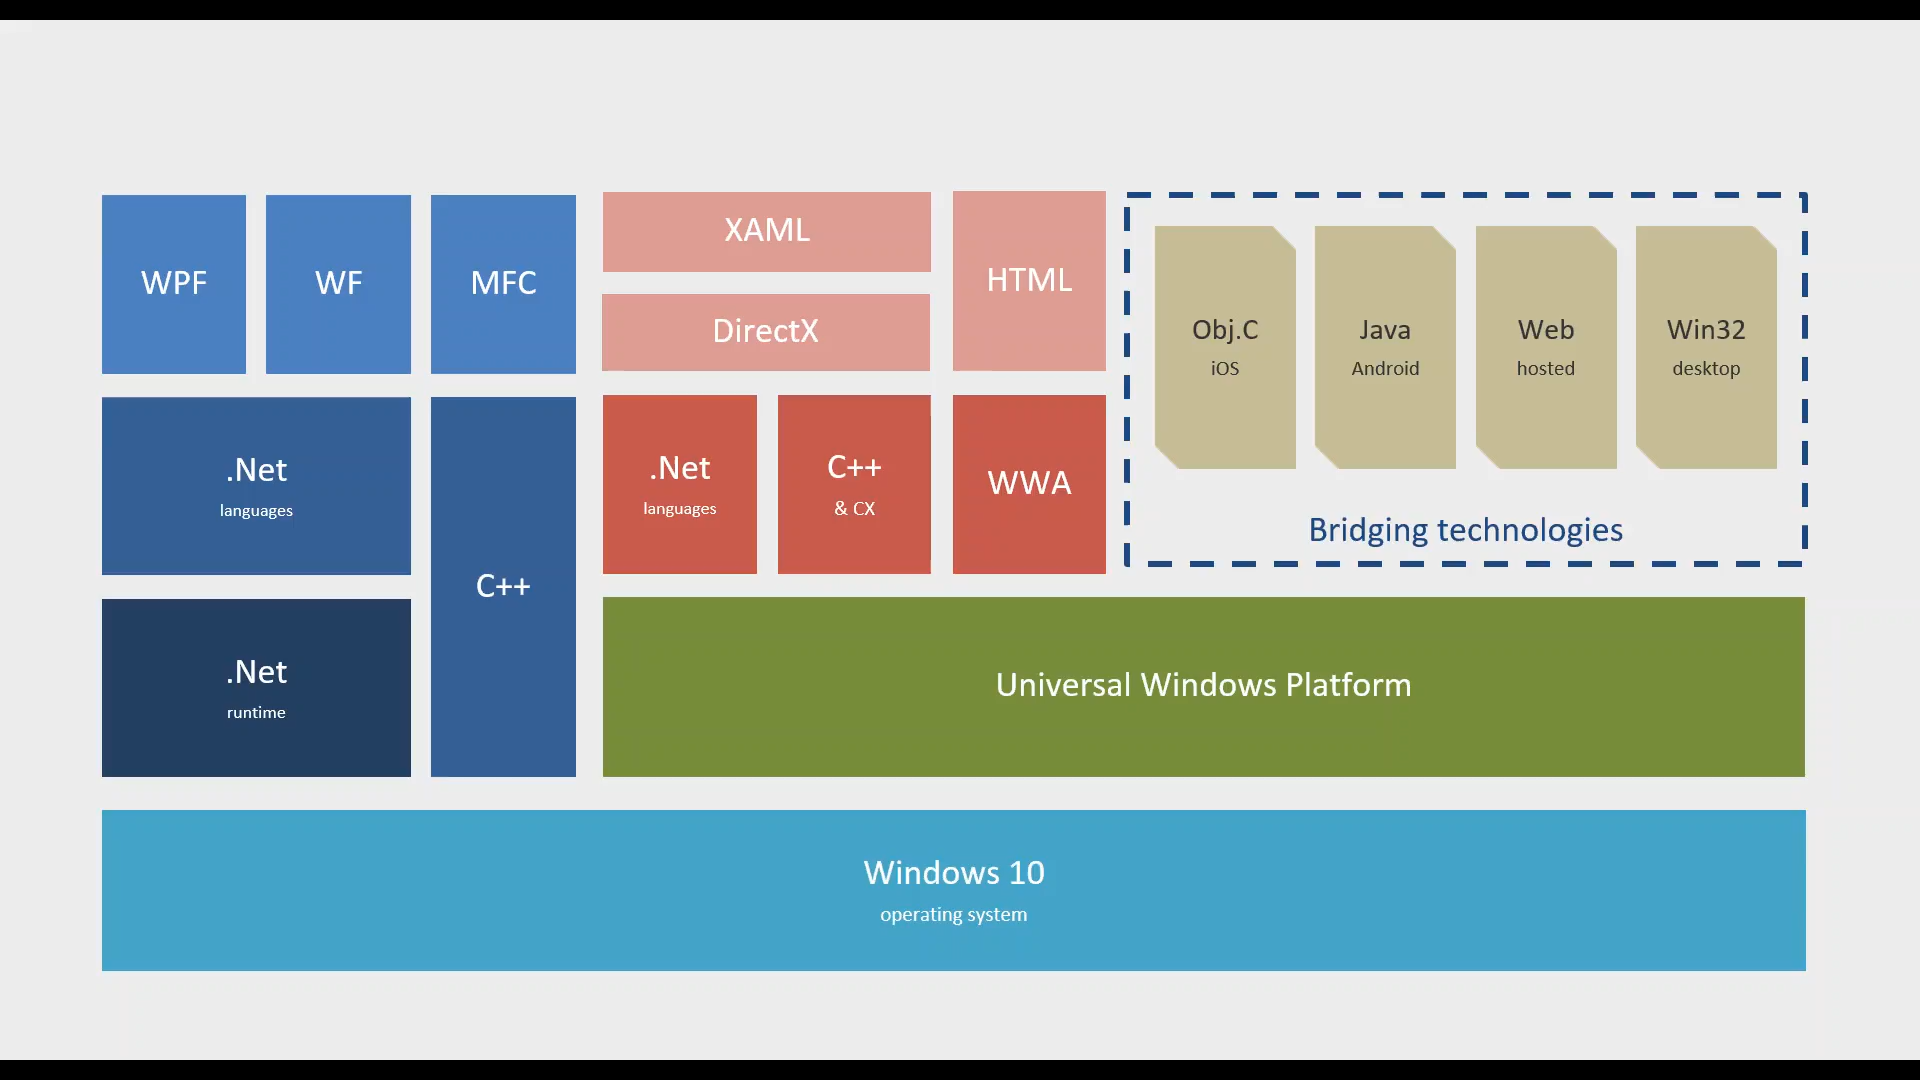 WPF
WF
MFC
XAML
DirectX
HTML
Obj.C
iOS
Java
Android
Web
hosted
Win32
desktop
Bridging technologies
.Net
languages
C++
.Net
languages
C++
& CX
WWA
.Net
runtime
Universal Windows Platform
Windows 10
operating system